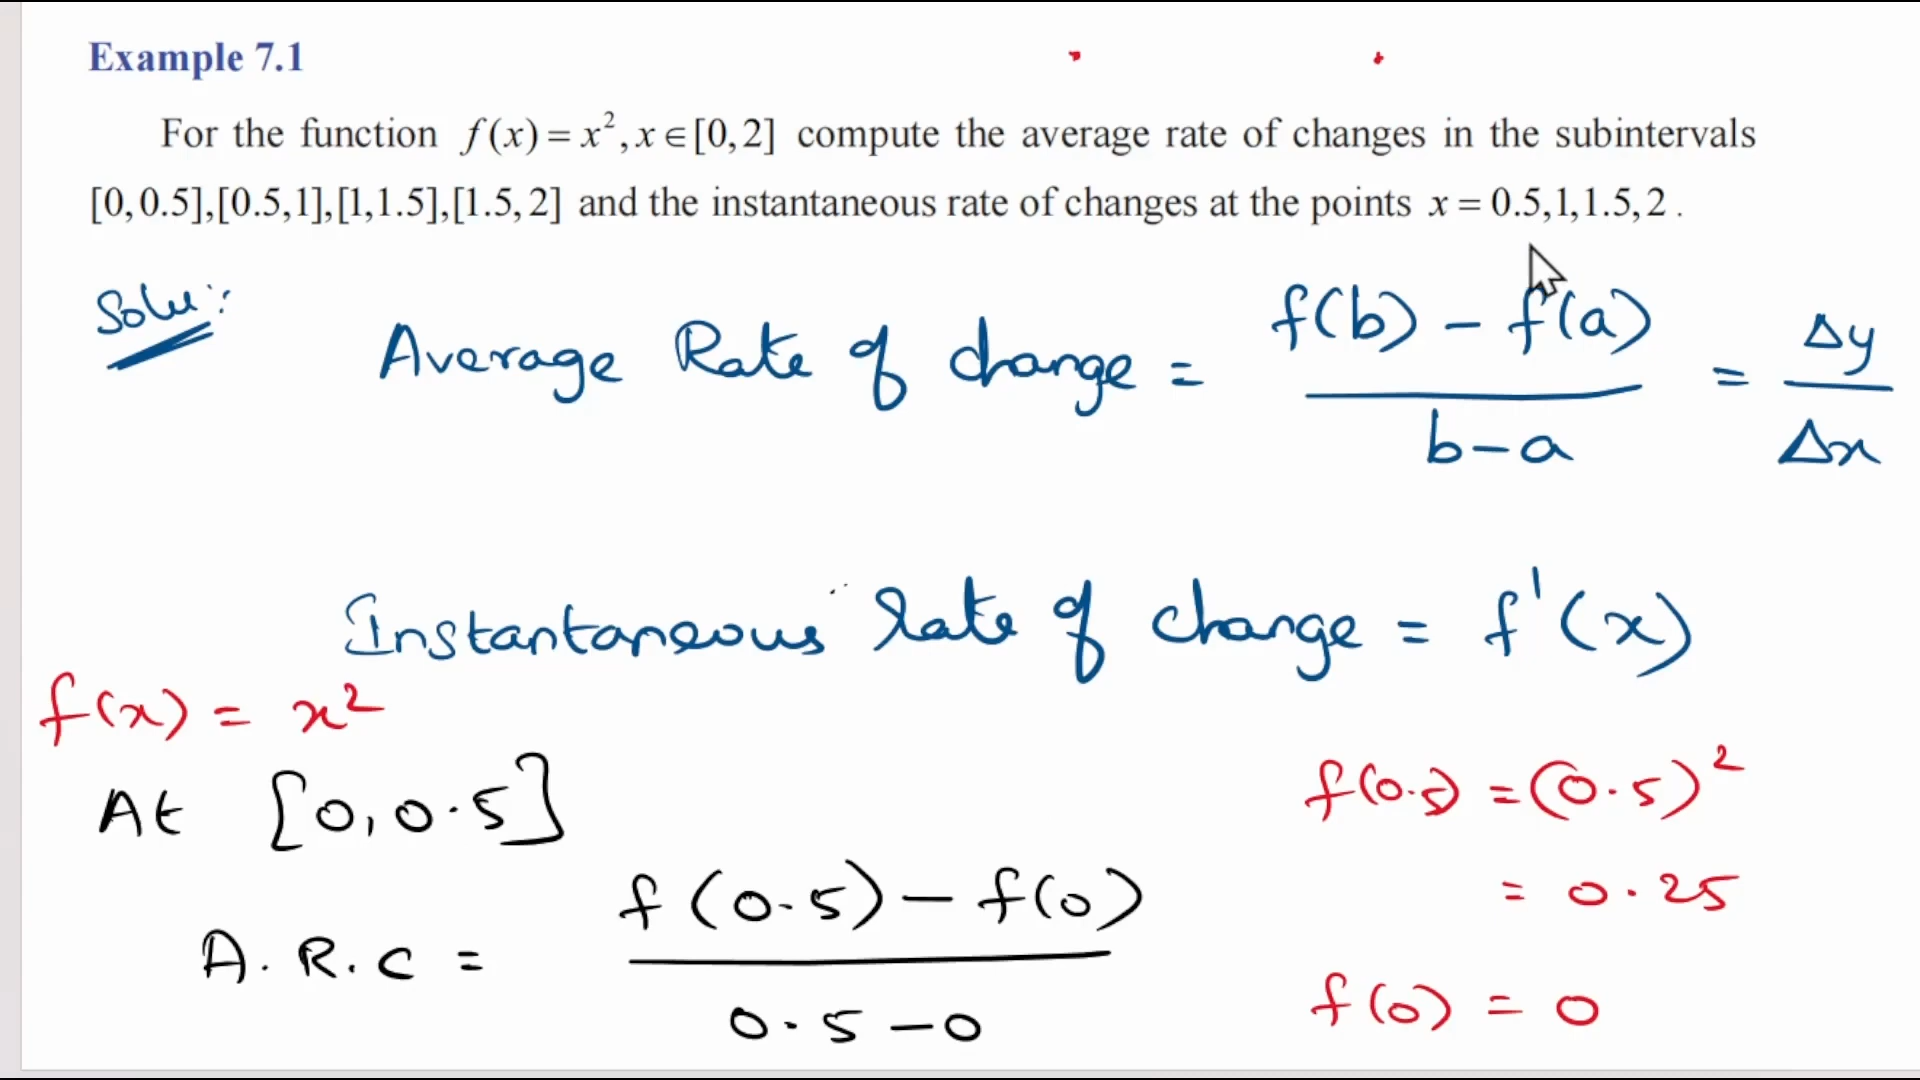 Example 7.1
For the function f(x) = x², x ∈ [0, 2] compute the average rate of changes in the subintervals
[0, 0.5], [0.5, 1], [1, 1.5], [1.5, 2] and the instantaneous rate of changes at the points x = 0.5, 1, 1.5, 2 .
Solu:
Average Rate of change = f(b) - f(a) / b - a = Δy / Δx
Instantaneous rate of change = f'(x)
f(x) = x²
At [0, 0.5]
A.R.C = f(0.5) - f(0) / 0.5 - 0
f(0.5) = (0.5)²
= 0.25
f(0) = 0